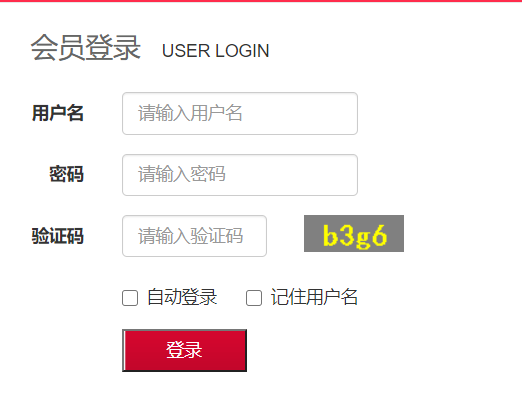 会员登录 USER LOGIN
用户名 请输入用户名
密码 请输入密码
验证码 请输入验证码 b3g6
自动登录 记住用户名
登录